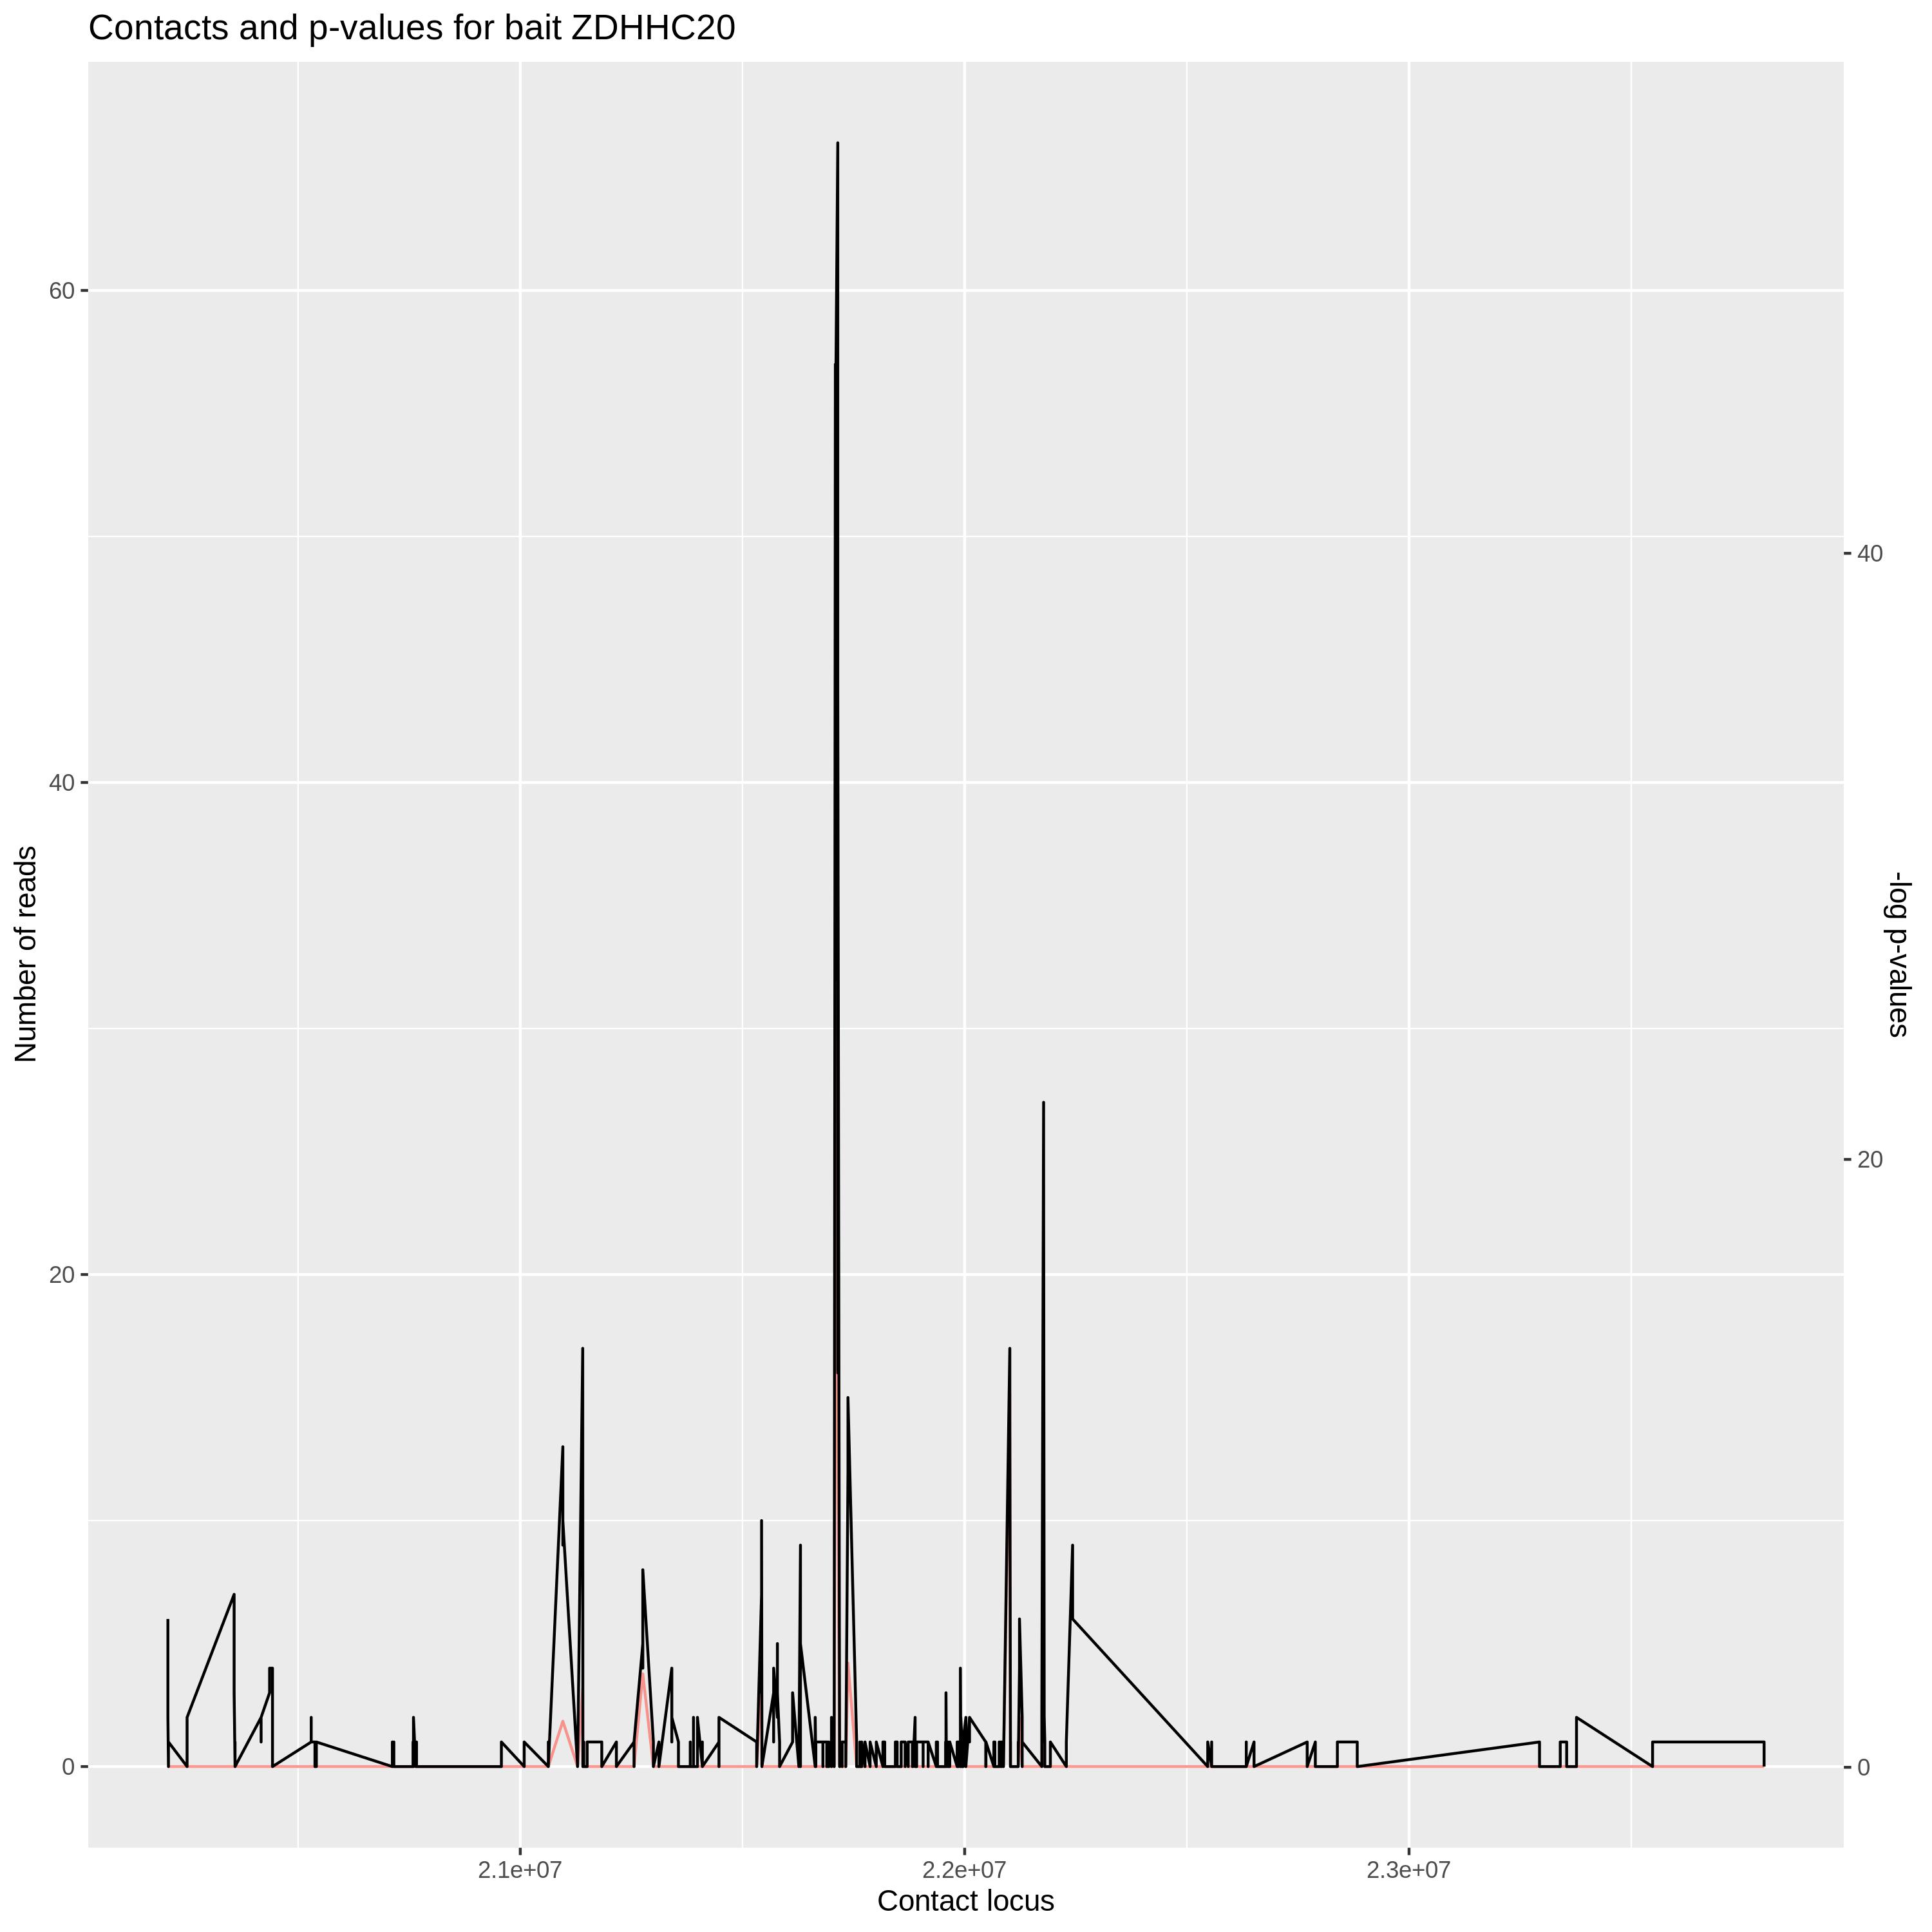 Contacts and p-values for bait ZDHHC20
60
40
20
0
Number of reads
40
20
0
-log p-values
2.1e+07
2.2e+07
2.3e+07
Contact locus